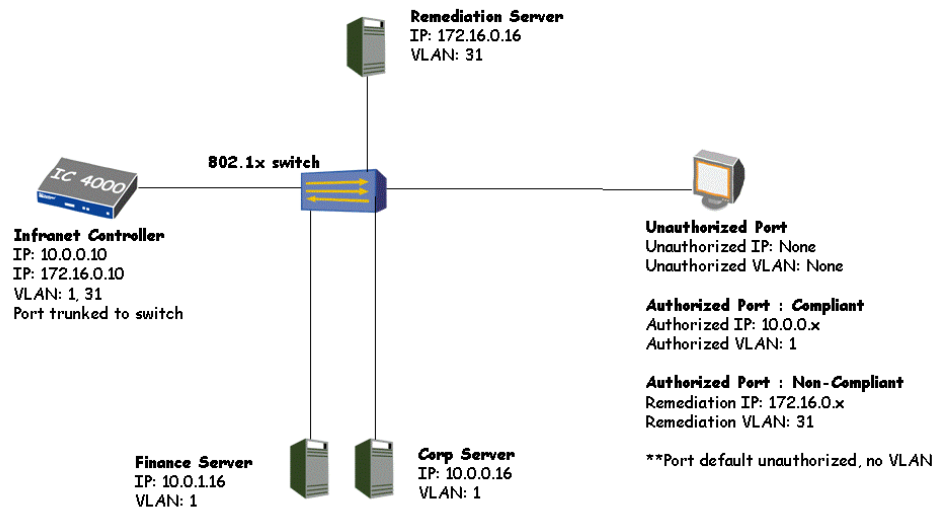 Remediation Server
IP: 172.16.0.16
VLAN: 31
802.1x switch
IC 4000
Infranet Controller
IP: 10.0.0.10
IP: 172.16.0.10
VLAN: 1, 31
Port trunked to switch
Unauthorized Port
Unauthorized IP: None
Unauthorized VLAN: None
Authorized Port : Compliant
Authorized IP: 10.0.0.x
Authorized VLAN: 1
Authorized Port : Non-Compliant
Remediation IP: 172.16.0.x
Remediation VLAN: 31
**Port default unauthorized, no VLAN
Finance Server
IP: 10.0.1.16
VLAN: 1
Corp Server
IP: 10.0.0.16
VLAN: 1